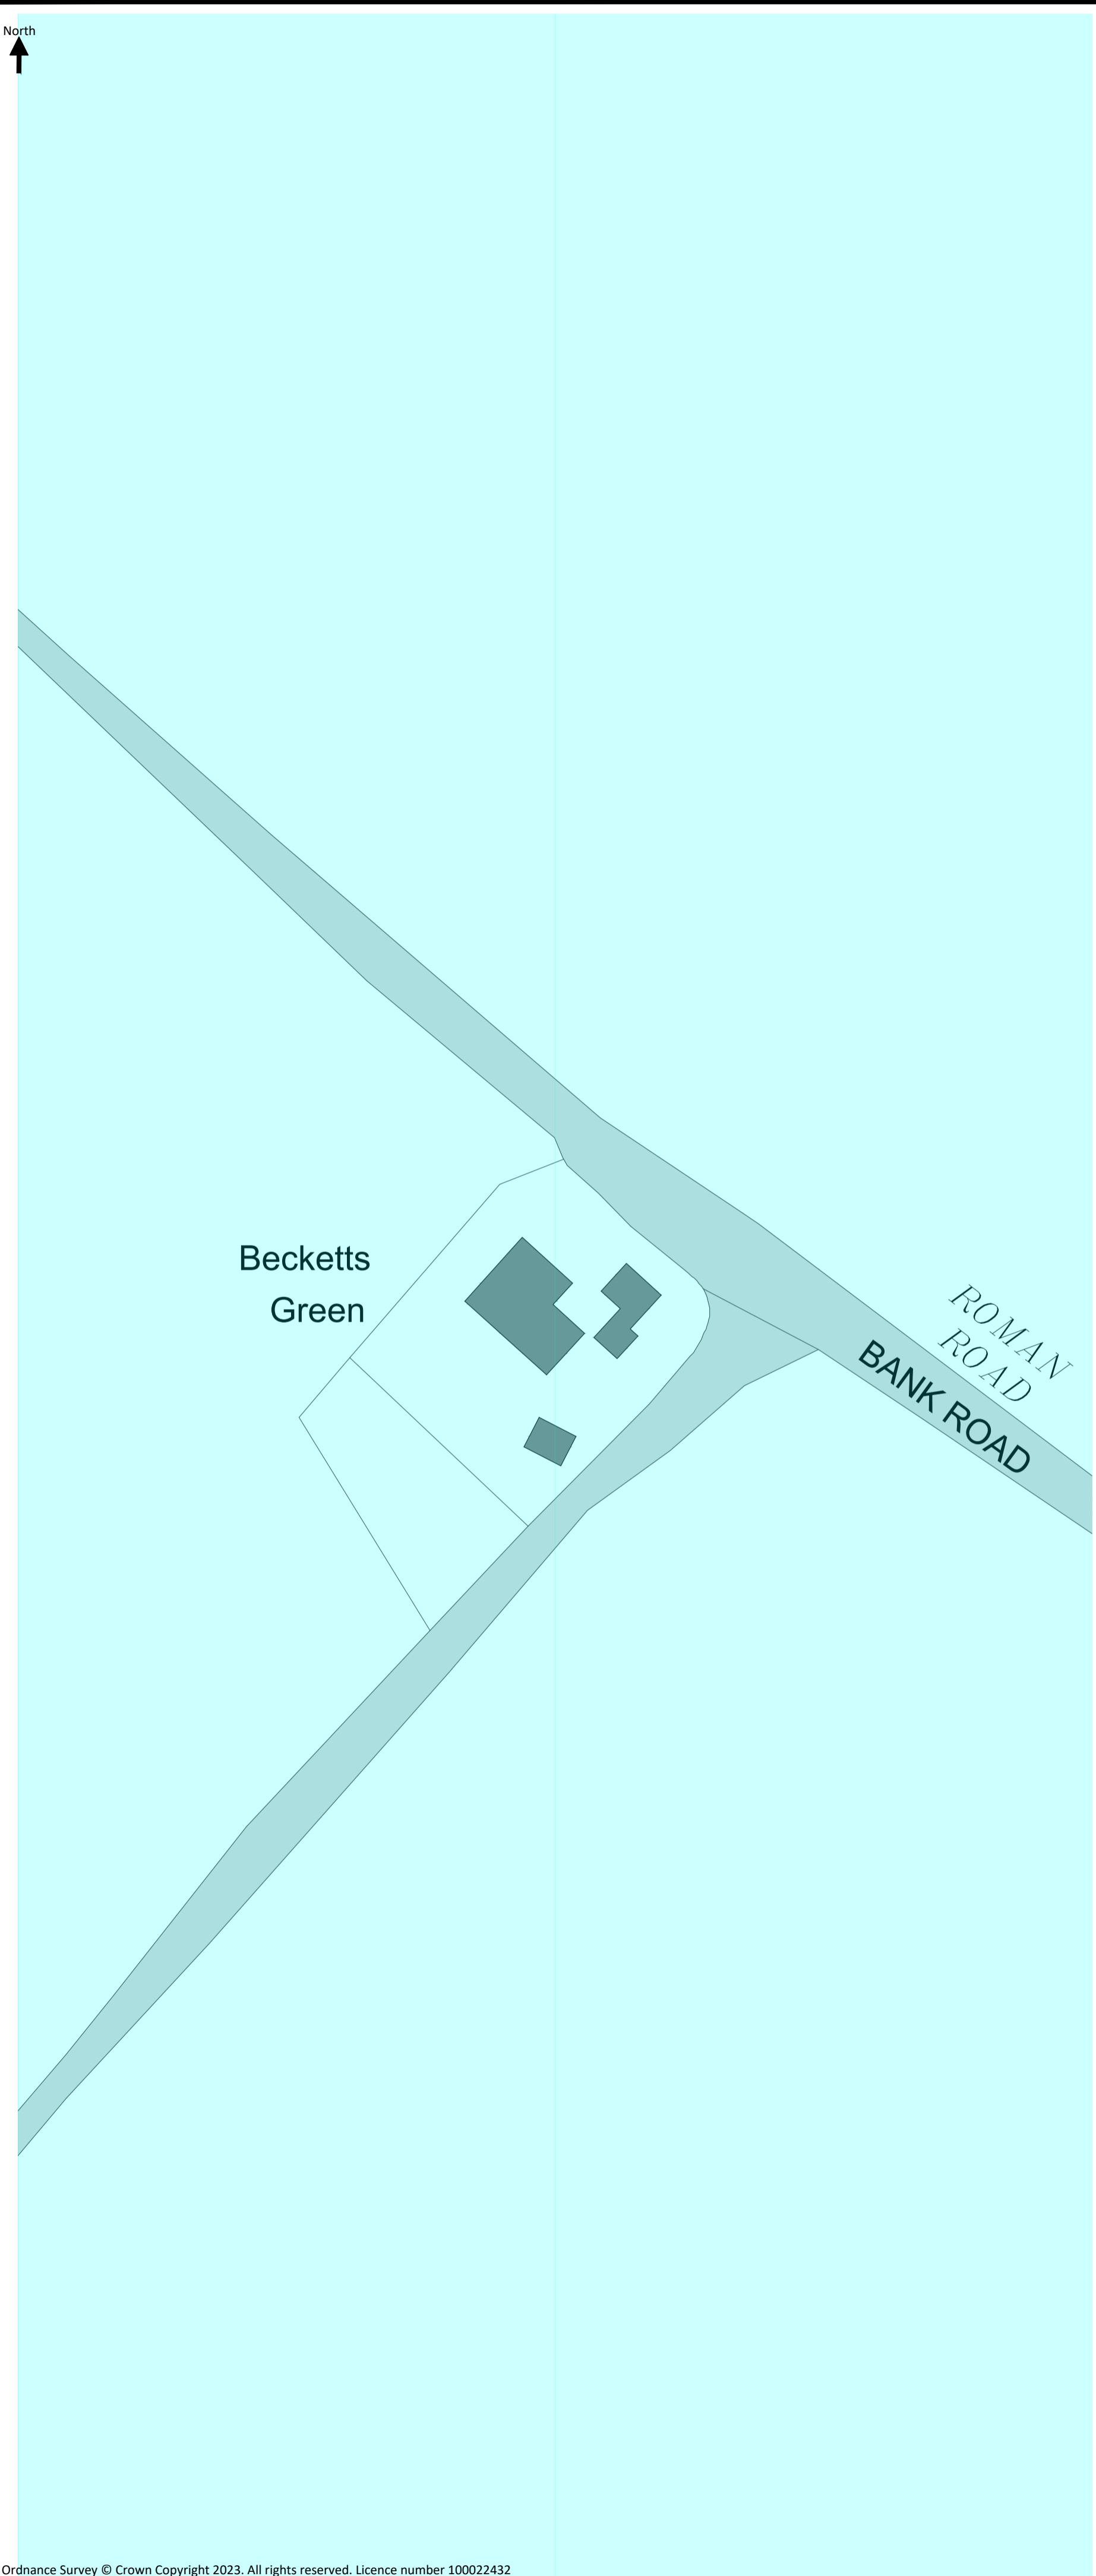 North
Becketts
Green
ROMAN
ROAD
BANK ROAD
Ordnance Survey © Crown Copyright 2023. All rights reserved. Licence number 100022432